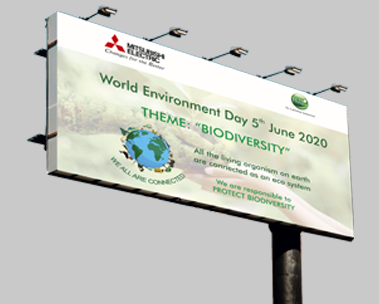 MITSUBISHI
ELECTRIC
Changes for the Better
World Environment Day 5th June 2020
THEME: "BIODIVERSITY"
All the living organism on earth
are connected as an eco system
WE ALL ARE CONNECTED
We are responsible to
PROTECT BIODIVERSITY